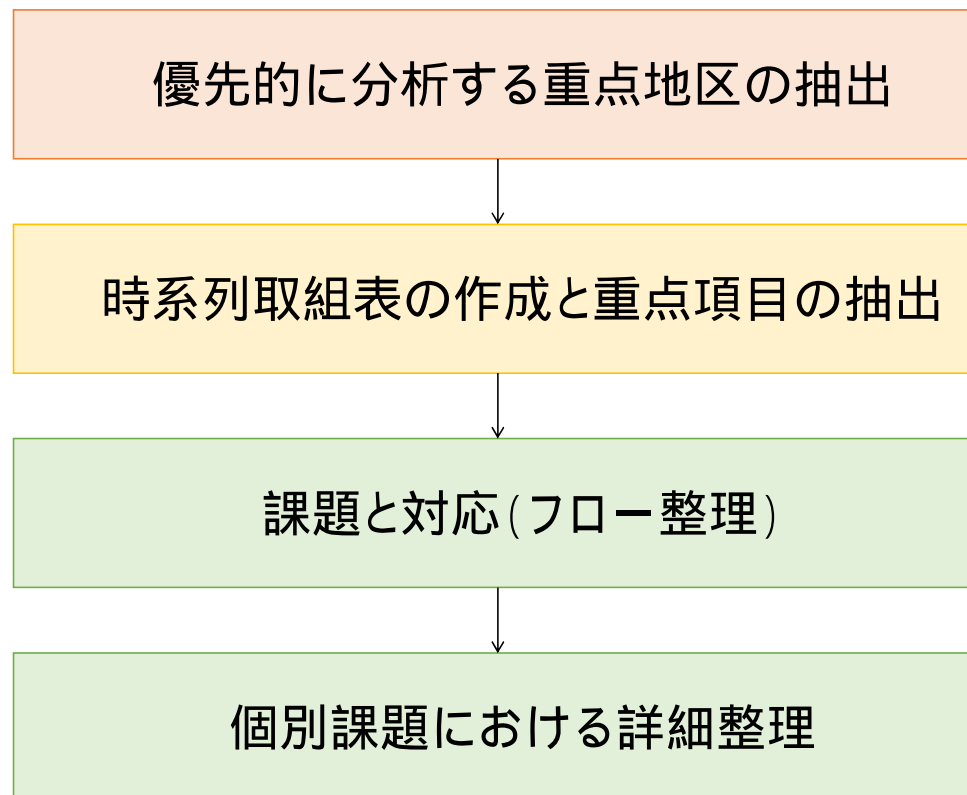 優先的に分析する重点地区の抽出
時系列取組表の作成と重点項目の抽出
課題と対応(フロー整理)
個別課題における詳細整理